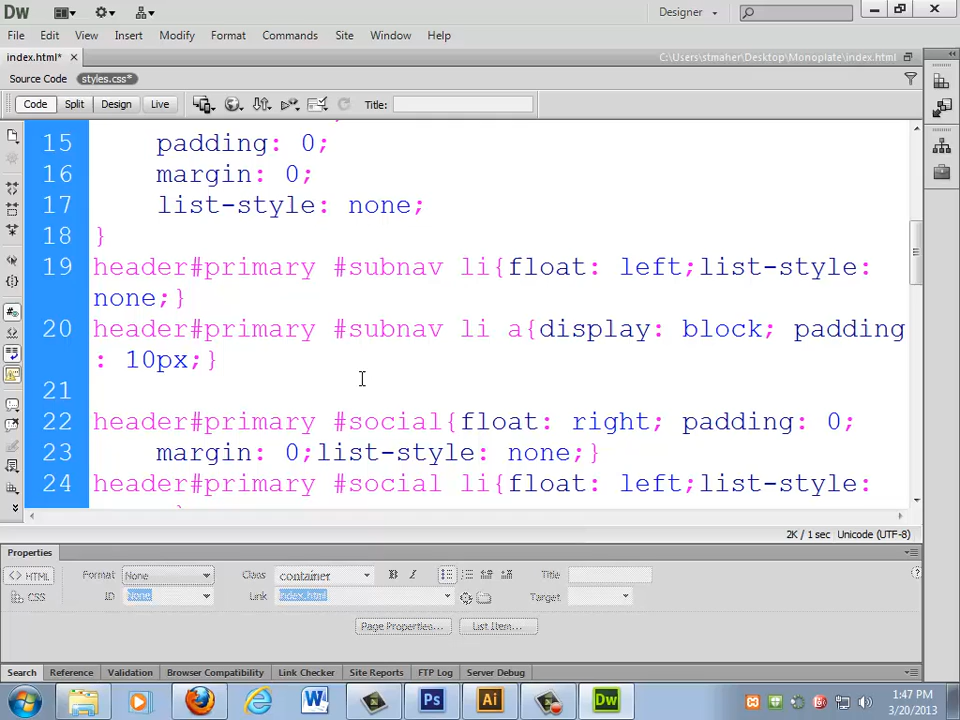 Dw
Designer
File Edit View Insert Modify Format Commands Site Window Help
index.html*
C:\Users\stmaher\Desktop\Monoplate\index.html
Source Code styles.css*
Code Split Design Live Title:
15 padding: 0;
16 margin: 0;
17 list-style: none;
18 }
19 header#primary #subnav li{float: left;list-style:
none;}
20 header#primary #subnav li a{display: block; padding
: 10px;}
21
22 header#primary #social{float: right; padding: 0;
23 margin: 0;list-style: none;}
24 header#primary #social li{float: left;list-style:
2K / 1 sec Unicode (UTF-8)
Properties
<> HTML Format None Class container B I Title
CSS ID None Link index.html Target
Page Properties... List Item...
Search Reference Validation Browser Compatibility Link Checker Site Reports FTP Log Server Debug
W Ps Ai Dw
1:47 PM
3/20/2013